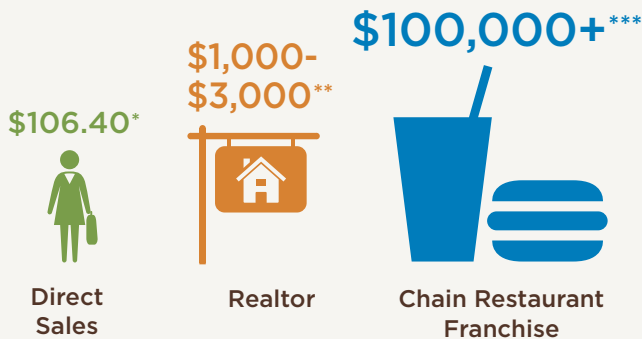 $106.40*
Direct
Sales
$1,000-
$3,000**
Realtor
$100,000+***
Chain Restaurant
Franchise